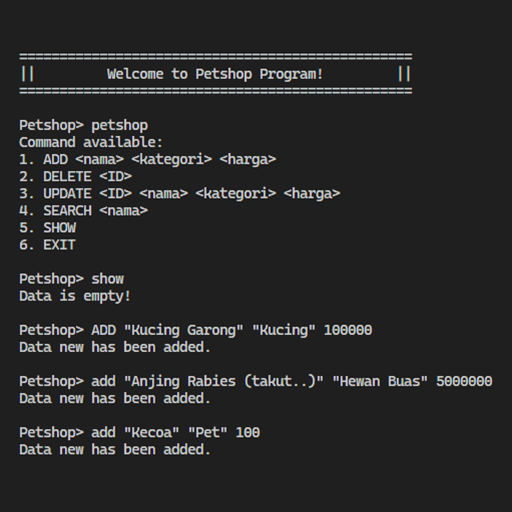 =================================================
||         Welcome to Petshop Program!         ||
=================================================
Petshop> petshop
Command available:
1. ADD <nama> <kategori> <harga>
2. DELETE <ID>
3. UPDATE <ID> <nama> <kategori> <harga>
4. SEARCH <nama>
5. SHOW
6. EXIT
Petshop> show
Data is empty!
Petshop> ADD "Kucing Garong" "Kucing" 100000
Data new has been added.
Petshop> add "Anjing Rabies (takut..)" "Hewan Buas" 5000000
Data new has been added.
Petshop> add "Kecoa" "Pet" 100
Data new has been added.